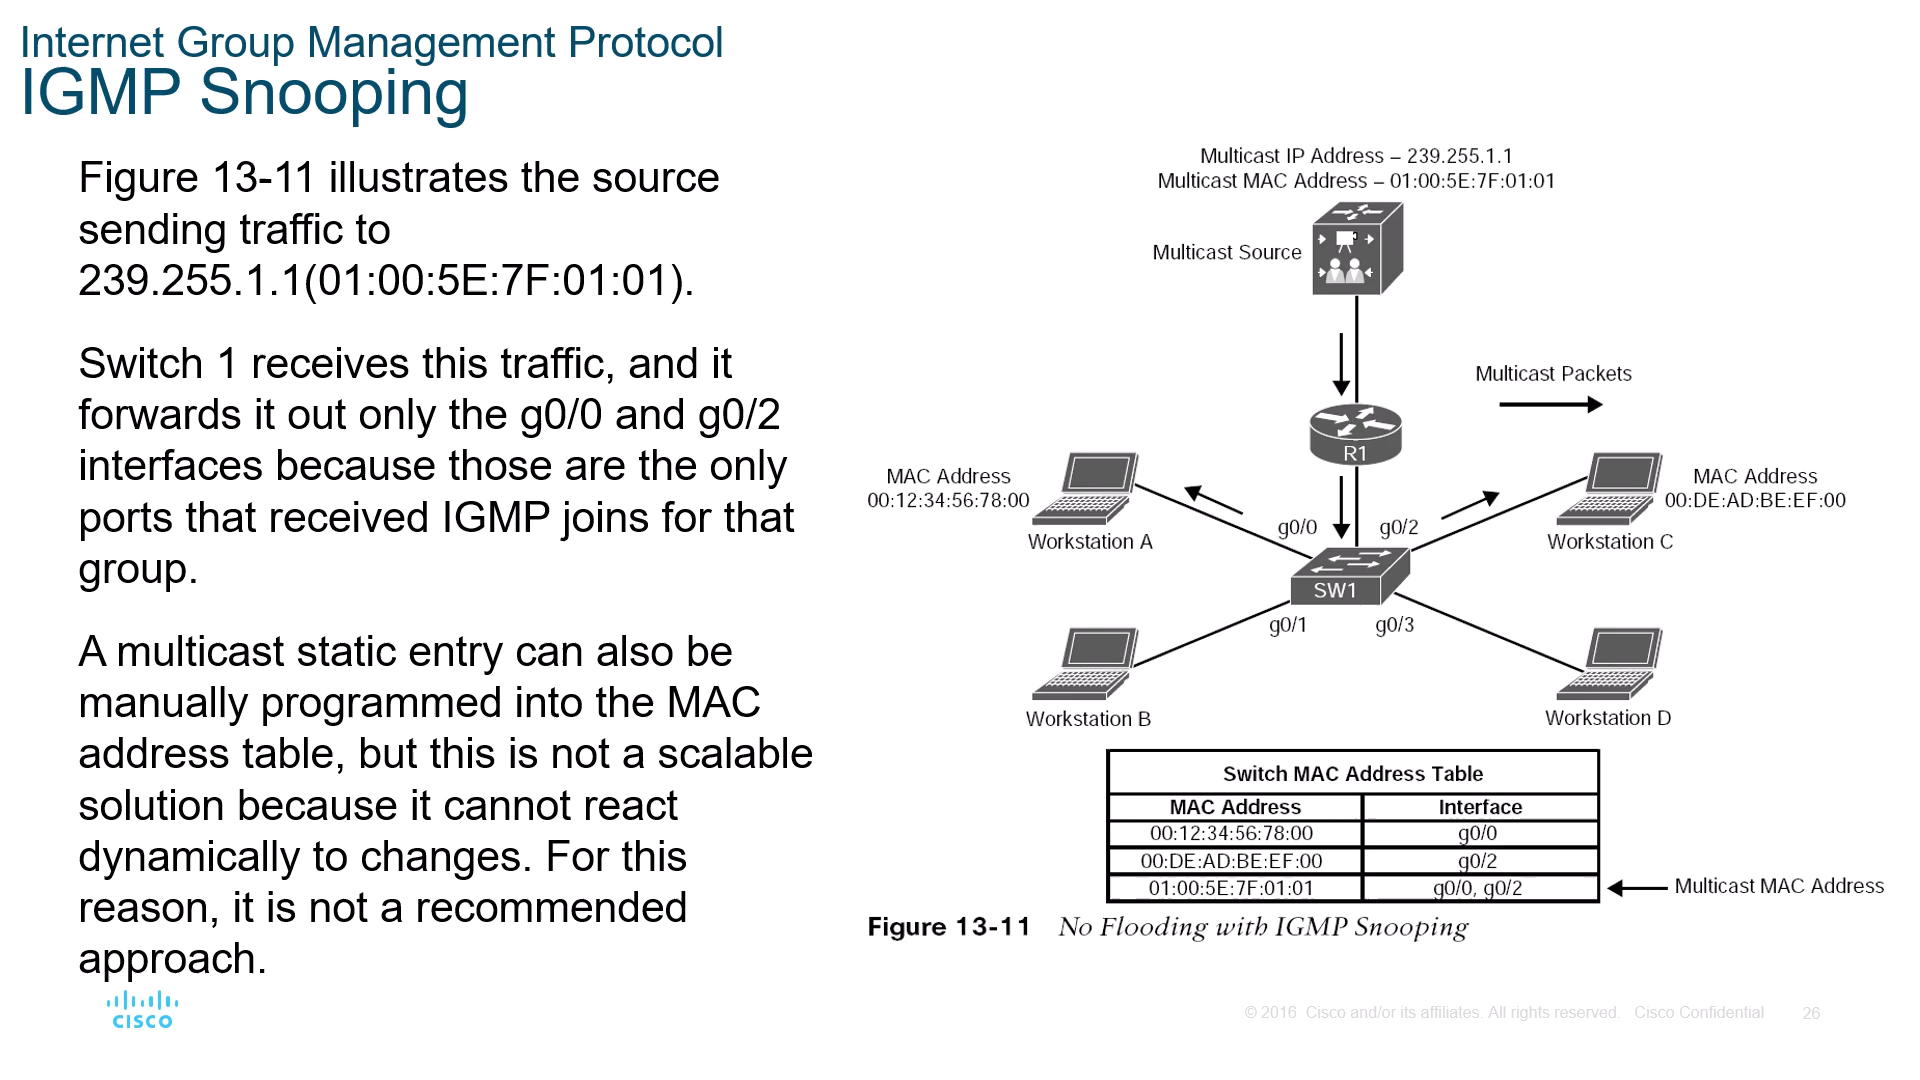 Internet Group Management Protocol
IGMP Snooping
Figure 13-11 illustrates the source
sending traffic to
239.255.1.1(01:00:5E:7F:01:01).
Switch 1 receives this traffic, and it
forwards it out only the g0/0 and g0/2
interfaces because those are the only
ports that received IGMP joins for that
group.
A multicast static entry can also be
manually programmed into the MAC
address table, but this is not a scalable
solution because it cannot react
dynamically to changes. For this
reason, it is not a recommended
approach.
Multicast IP Address – 239.255.1.1
Multicast MAC Address – 01:00:5E:7F:01:01
Multicast Source
Multicast Packets
R1
MAC Address
00:12:34:56:78:00
Workstation A
MAC Address
00:DE:AD:BE:EF:00
Workstation C
g0/0
g0/2
SW1
g0/1
g0/3
Workstation B
Workstation D
Switch MAC Address Table
MAC Address Interface
00:12:34:56:78:00 g0/0
00:DE:AD:BE:EF:00 g0/2
01:00:5E:7F:01:01 g0/0, g0/2
Multicast MAC Address
Figure 13-11 No Flooding with IGMP Snooping
CISCO
© 2016 Cisco and/or its affiliates. All rights reserved. Cisco Confidential
26